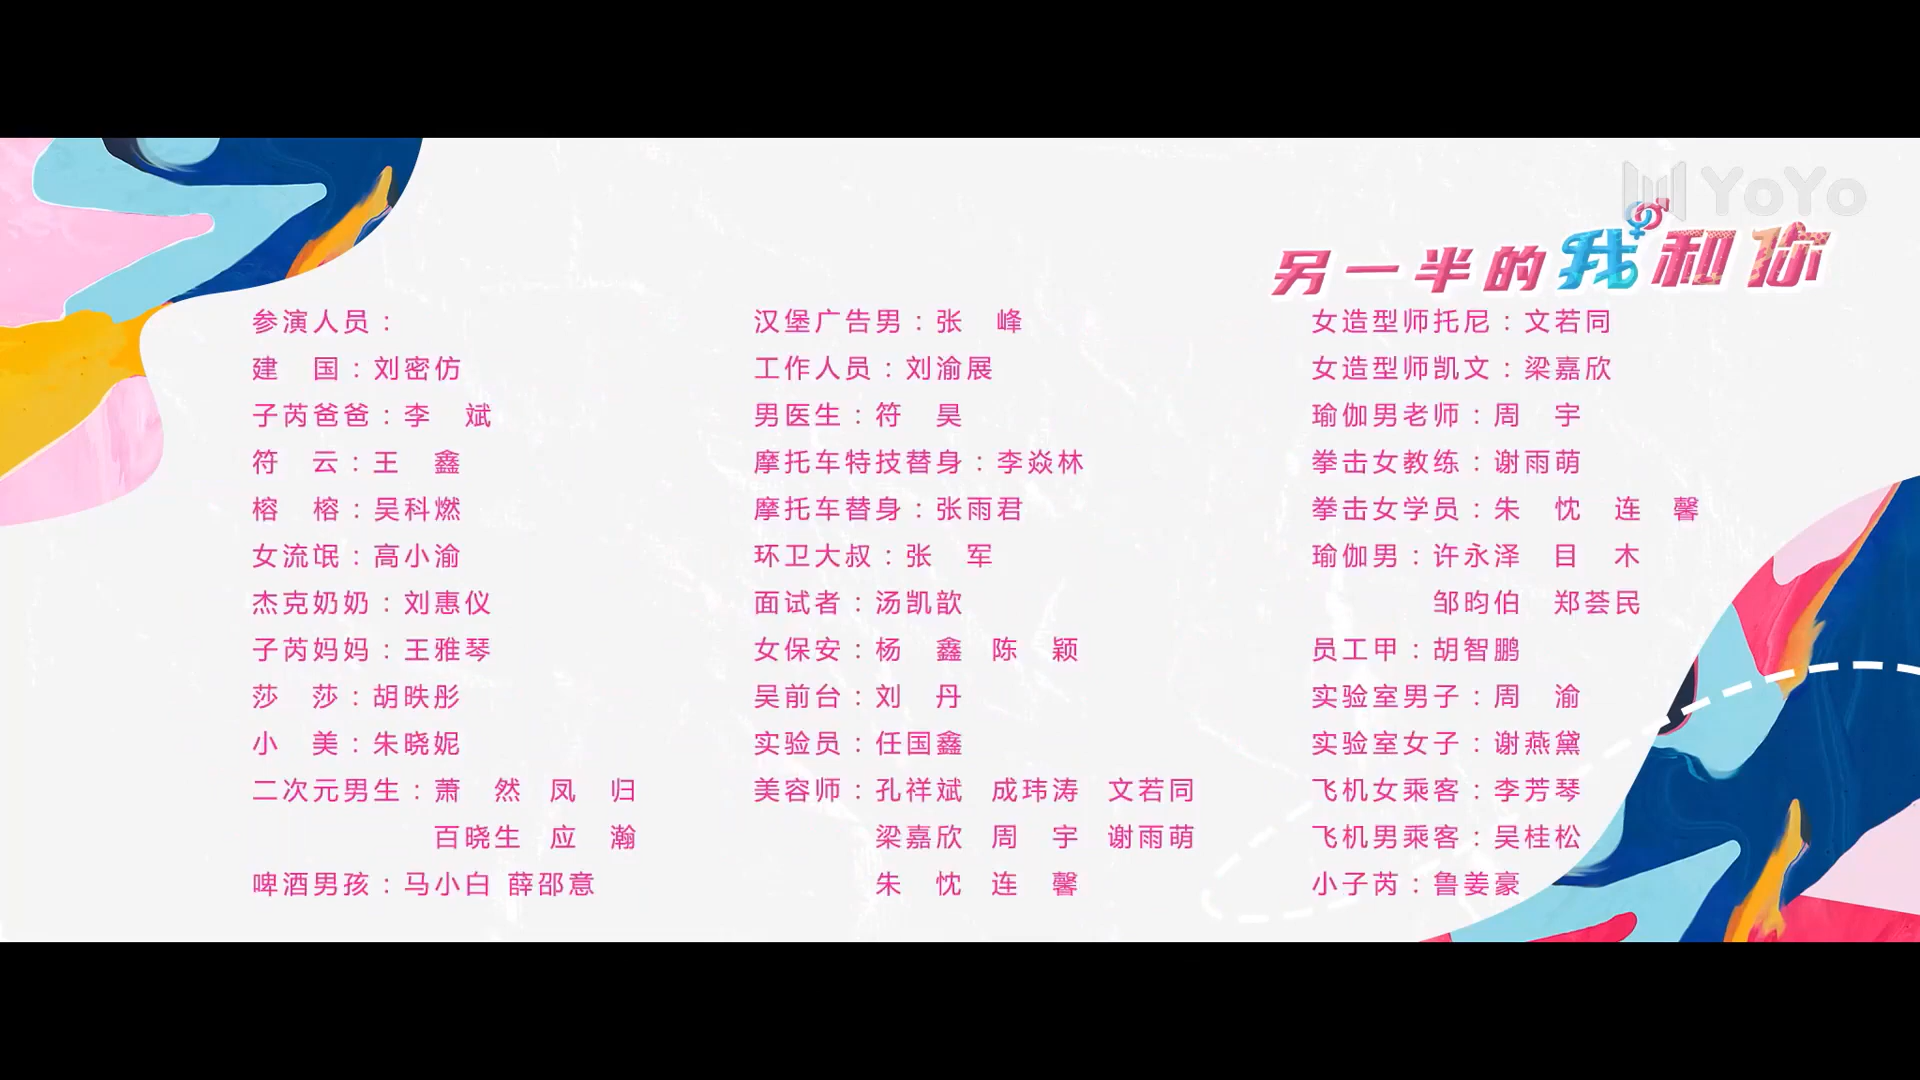 YoYo
另一半的我和你
参演人员：
建　国：刘密仿
子芮爸爸：李　斌
符　云：王　鑫
榕　榕：吴科燃
女流氓：高小渝
杰克奶奶：刘惠仪
子芮妈妈：王雅琴
莎　莎：胡昳彤
小　美：朱晓妮
二次元男生：萧　然　凤　归
百晓生　应　瀚
啤酒男孩：马小白 薛邵意
汉堡广告男：张　峰
工作人员：刘渝展
男医生：符　昊
摩托车特技替身：李焱林
摩托车替身：张雨君
环卫大叔：张　军
面试者：汤凯歆
女保安：杨　鑫　陈　颖
吴前台：刘　丹
实验员：任国鑫
美容师：孔祥斌　成玮涛　文若同
梁嘉欣　周　宇　谢雨萌
朱　忱　连　馨
女造型师托尼：文若同
女造型师凯文：梁嘉欣
瑜伽男老师：周　宇
拳击女教练：谢雨萌
拳击女学员：朱　忱　连　馨
瑜伽男：许永泽　目　木
邹昀伯　郑荟民
员工甲：胡智鹏
实验室男子：周　渝
实验室女子：谢燕黛
飞机女乘客：李芳琴
飞机男乘客：吴桂松
小子芮：鲁姜豪